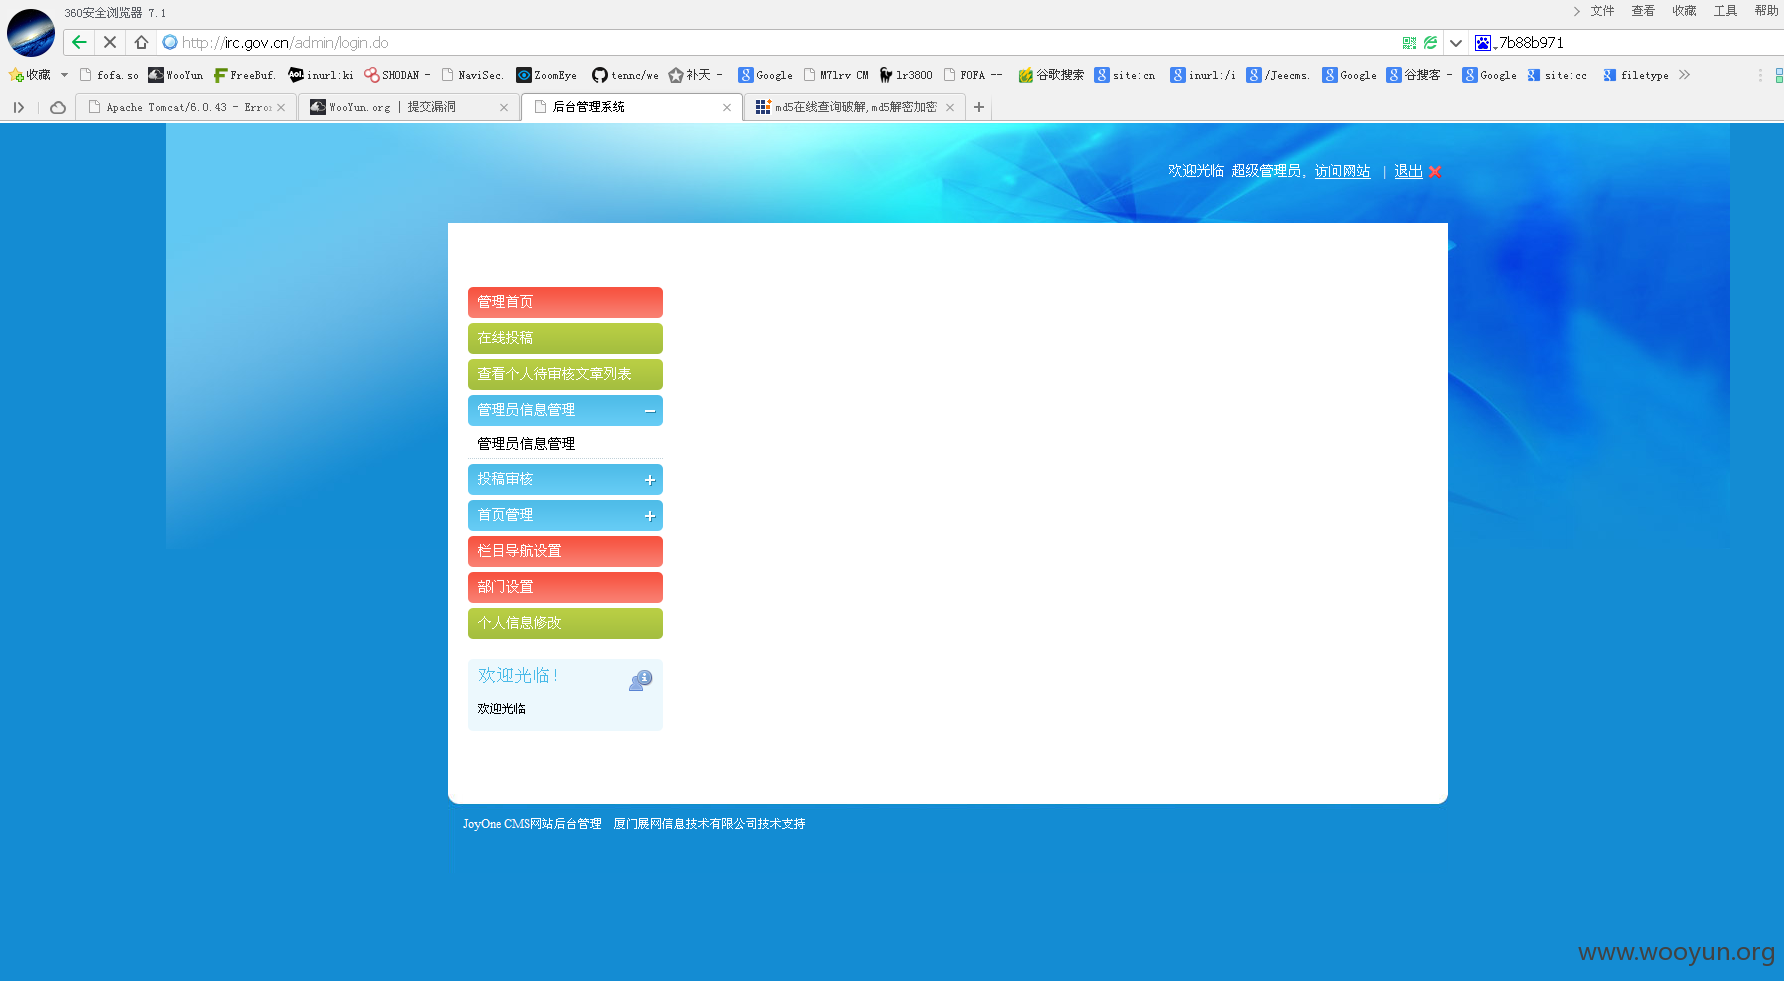 360安全浏览器 7.1
文件 查看 收藏 工具 帮助
http://irc.gov.cn/admin/login.do
7b88b971
收藏 fofa.so WooYun FreeBuf. inurl:ki SHODAN - NaviSec. ZoomEye tennc/we 补天 - Google M7lrv CM lr3800 FOFA -- 谷歌搜索 site:cn inurl:/i /Jeecms. Google 谷搜客 - Google site:cc filetype
Apache Tomcat/6.0.43 - Erro
WooYun.org | 提交漏洞
后台管理系统
md5在线查询破解,md5解密加密
欢迎光临 超级管理员，访问网站 | 退出
管理首页
在线投稿
查看个人待审核文章列表
管理员信息管理
管理员信息管理
投稿审核
首页管理
栏目导航设置
部门设置
个人信息修改
欢迎光临!
欢迎光临
JoyOne CMS网站后台管理 厦门展网信息技术有限公司技术支持
www.wooyun.org